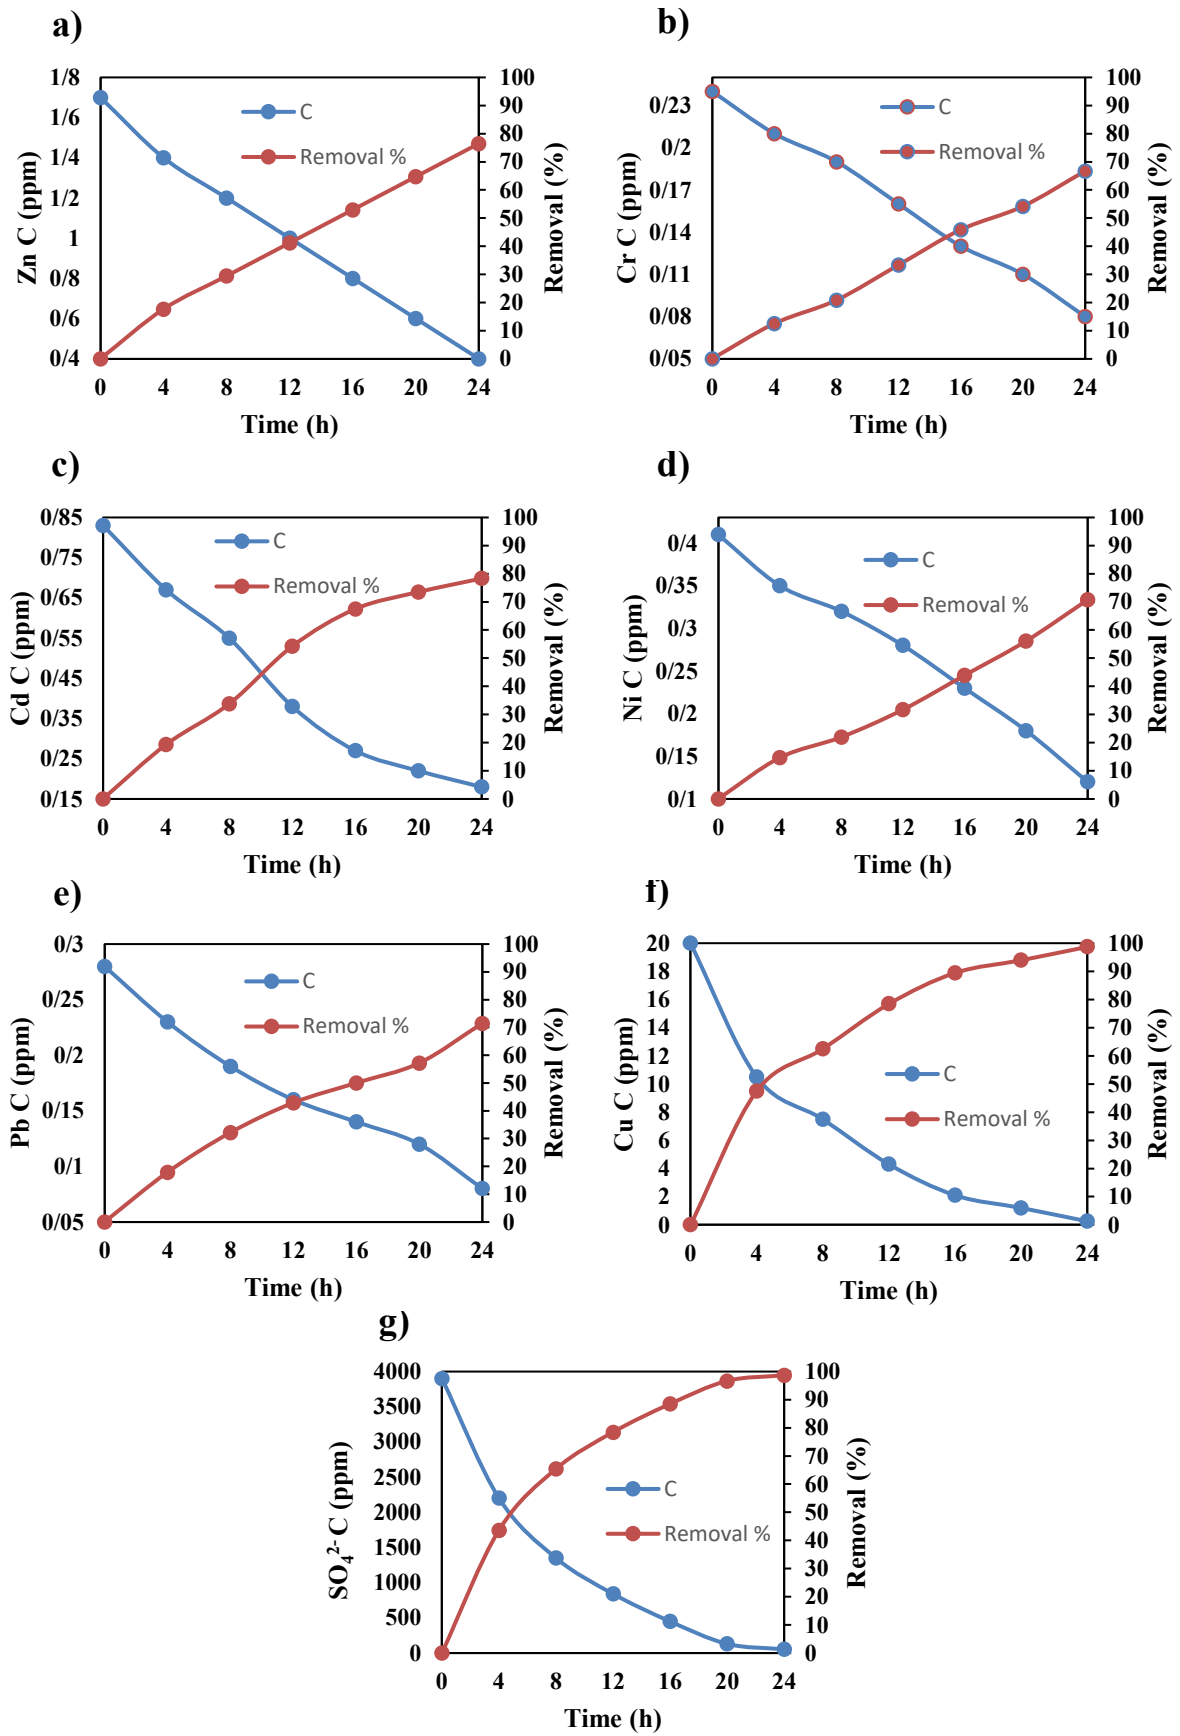 a)
1/8
1/6
1/4
1/2
1
0/8
0/6
0/4
Zn C (ppm)
C
Removal %
100
90
80
70
60
50
40
30
20
10
0
Removal (%)
0 4 8 12 16 20 24
Time (h)
b)
0/23
0/2
0/17
0/14
0/11
0/08
0/05
Cr C (ppm)
C
Removal %
100
90
80
70
60
50
40
30
20
10
0
Removal (%)
0 4 8 12 16 20 24
Time (h)
c)
0/85
0/75
0/65
0/55
0/45
0/35
0/25
0/15
Cd C (ppm)
C
Removal %
100
90
80
70
60
50
40
30
20
10
0
Removal (%)
0 4 8 12 16 20 24
Time (h)
d)
0/4
0/35
0/3
0/25
0/2
0/15
0/1
Ni C (ppm)
C
Removal %
100
90
80
70
60
50
40
30
20
10
0
Removal (%)
0 4 8 12 16 20 24
Time (h)
e)
0/3
0/25
0/2
0/15
0/1
0/05
Pb C (ppm)
C
Removal %
100
90
80
70
60
50
40
30
20
10
0
Removal (%)
0 4 8 12 16 20 24
Time (h)
f)
20
18
16
14
12
10
8
6
4
2
0
Cu C (ppm)
C
Removal %
100
90
80
70
60
50
40
30
20
10
0
Removal (%)
0 4 8 12 16 20 24
Time (h)
g)
4000
3500
3000
2500
2000
1500
1000
500
0
SO₄²⁻ C (ppm)
C
Removal %
100
90
80
70
60
50
40
30
20
10
0
Removal (%)
0 4 8 12 16 20 24
Time (h)